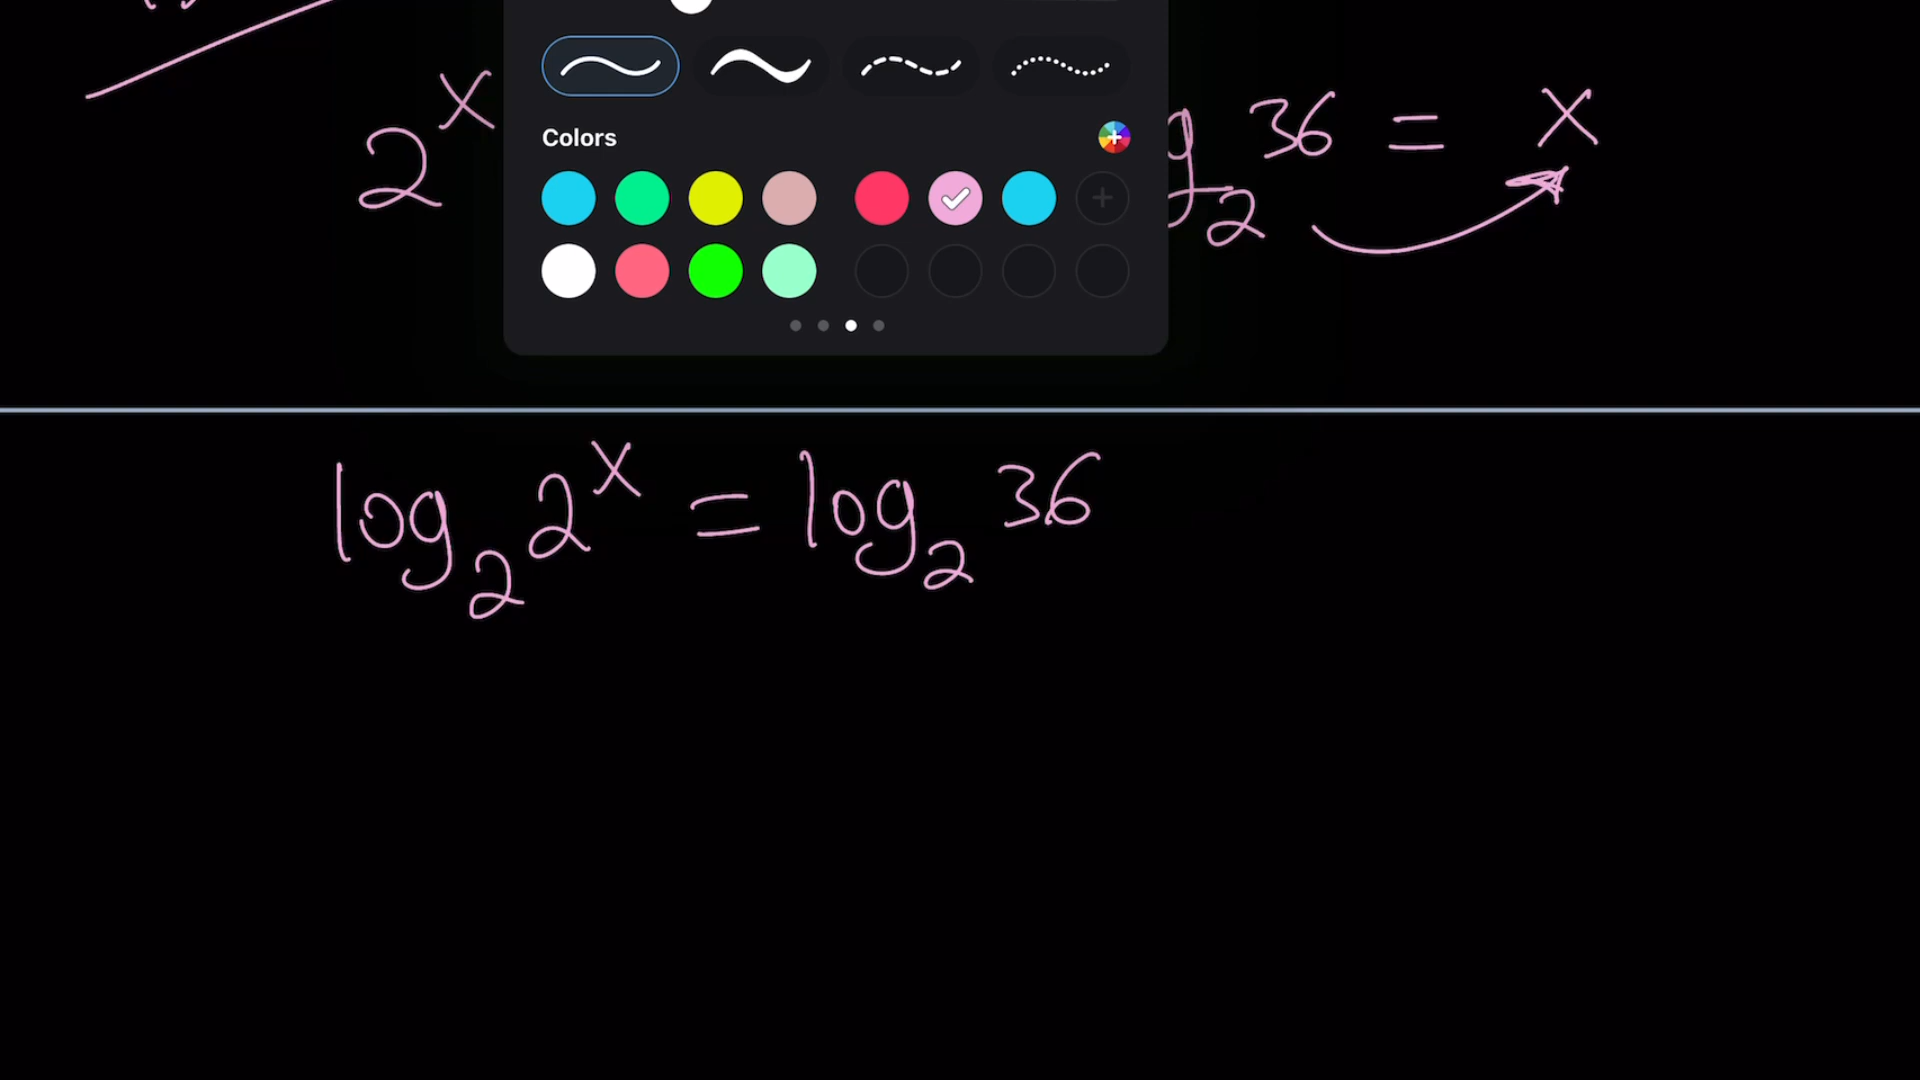 2^x
Colors
g_2 36 = x
log_2 2^x = log_2 36